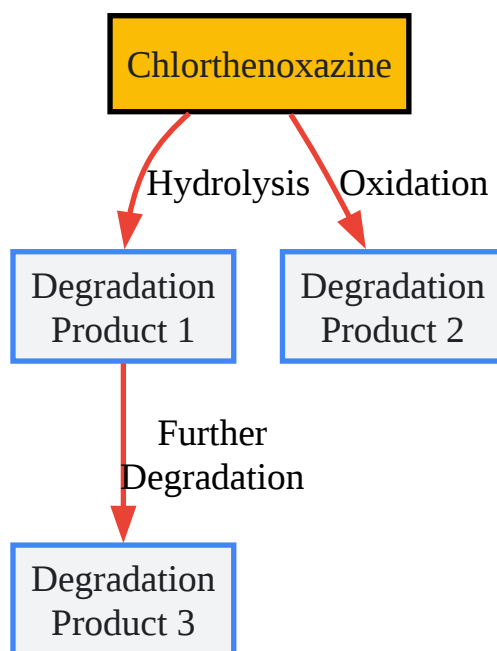 Chlorthenoxazine
Hydrolysis
Oxidation
Degradation
Product 1
Degradation
Product 2
Further
Degradation
Degradation
Product 3